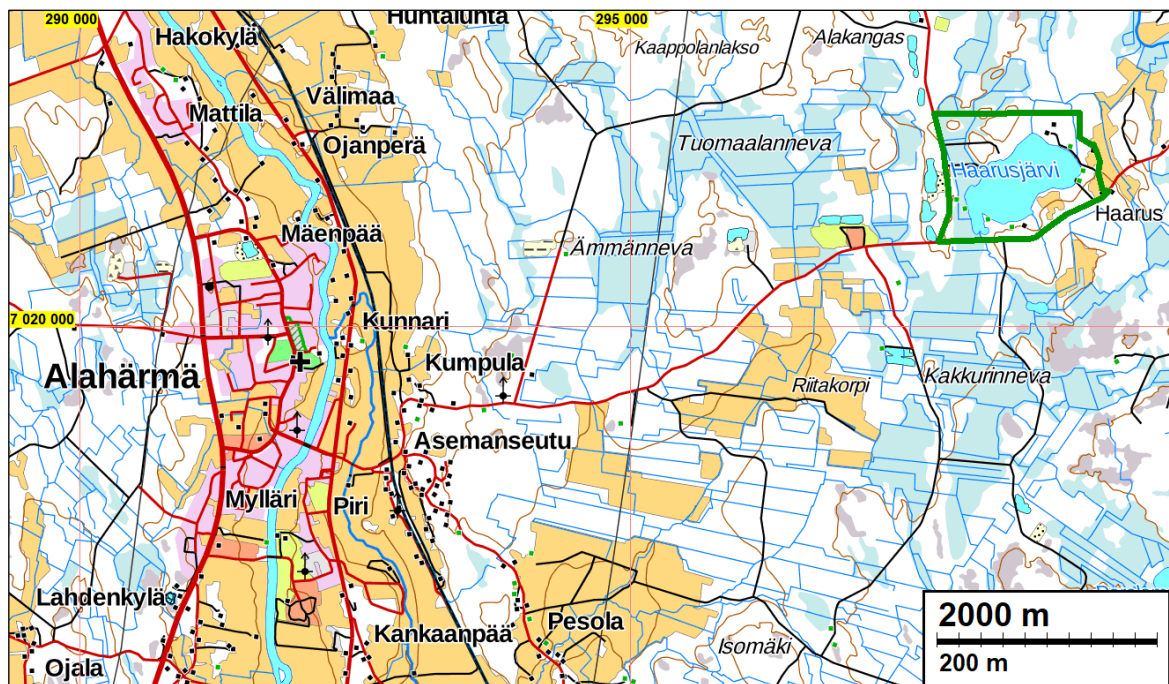 290 000
295 000
Huntalunta
Hakokylä
Kaappolanlakso
Alakangas
Välimaa
Mattila
Ojanperä
Tuomaalanneva
Haarusjärvi
Haarus
Mäenpää
Ämmänneva
7 020 000
Kunnari
Alahärmä
Kumpula
Riitakorpi
Kakkurinneva
Asemanseutu
Mylläri
Piri
Lahdenkylä
Kankaanpää
Pesola
Isomäki
Ojala
2000 m
200 m